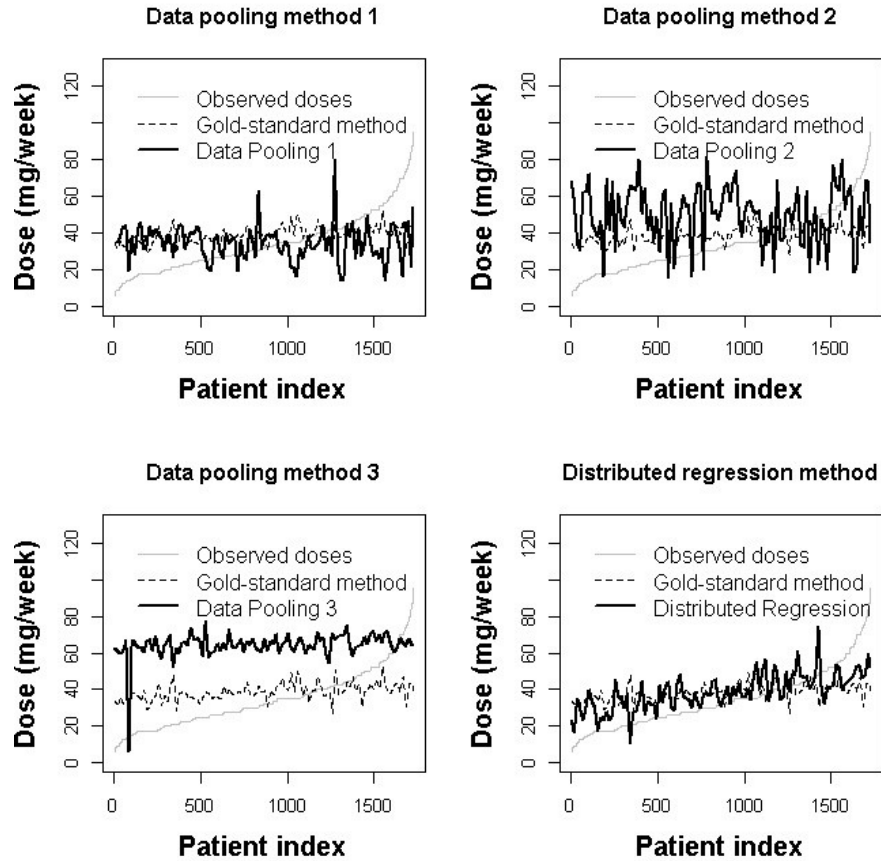 Data pooling method 1
Dose (mg/week)
120
80
60
40
20
0
Observed doses
Gold-standard method
Data Pooling 1
0
500
1000
1500
Patient index
Data pooling method 2
Dose (mg/week)
120
80
60
40
20
0
Observed doses
Gold-standard method
Data Pooling 2
0
500
1000
1500
Patient index
Data pooling method 3
Dose (mg/week)
120
80
60
40
20
0
Observed doses
Gold-standard method
Data Pooling 3
0
500
1000
1500
Patient index
Distributed regression method
Dose (mg/week)
120
80
60
40
20
0
Observed doses
Gold-standard method
Distributed Regression
0
500
1000
1500
Patient index